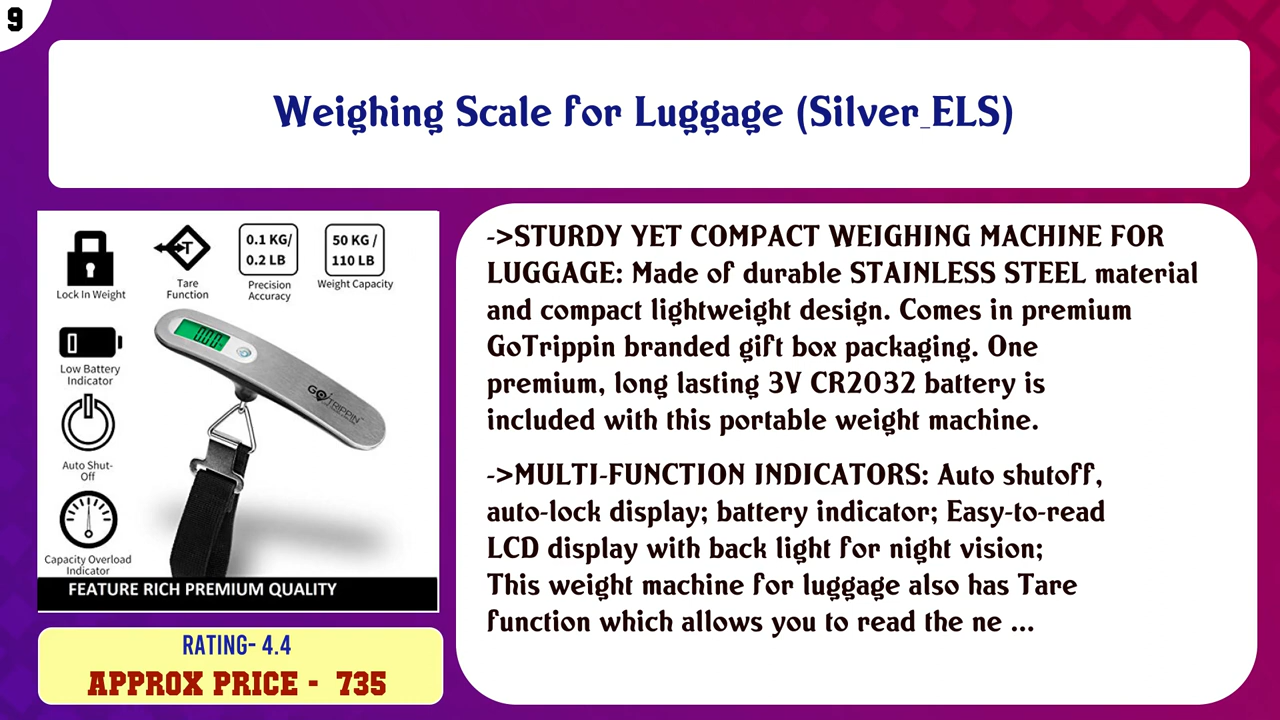 9
Weighing Scale for Luggage (Silver_ELS)
Lock In Weight
Tare
Function
0.1 KG/
0.2 LB
Precision
Accuracy
50 KG /
110 LB
Weight Capacity
Low Battery
Indicator
Auto Shut-
Off
Capacity Overload
Indicator
GO TRIPPIN
FEATURE RICH PREMIUM QUALITY
RATING- 4.4
APPROX PRICE - 735
->STURDY YET COMPACT WEIGHING MACHINE FOR
LUGGAGE: Made of durable STAINLESS STEEL material
and compact lightweight design. Comes in premium
GoTrippin branded gift box packaging. One
premium, long lasting 3V CR2032 battery is
included with this portable weight machine.
->MULTI-FUNCTION INDICATORS: Auto shutoff,
auto-lock display; battery indicator; Easy-to-read
LCD display with back light for night vision;
This weight machine for luggage also has Tare
function which allows you to read the ne ...